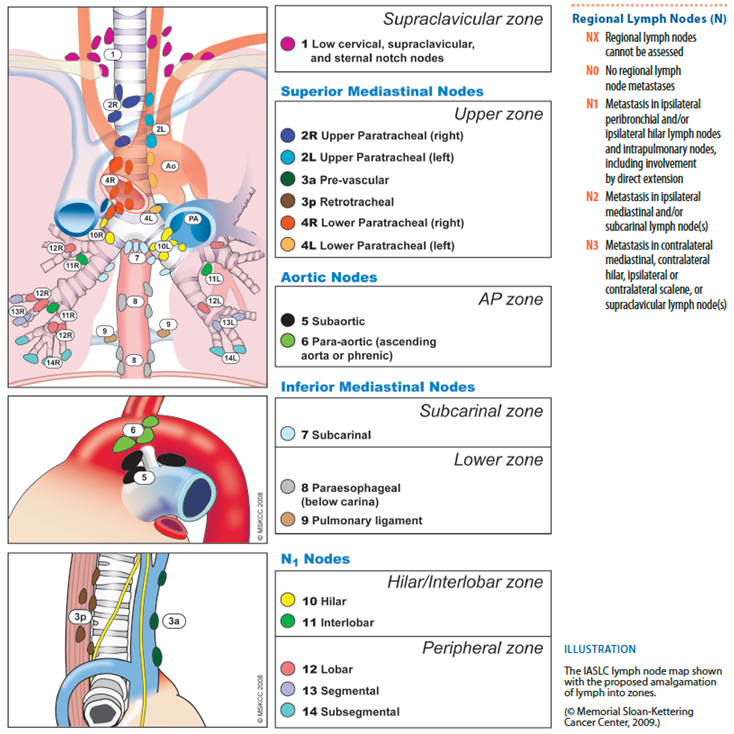 1
2R
2L
Ao
4R
4L
PA
10R
10L
7
12R
11R
11L
12R
12L
13R
11R
13L
8
9
9
12R
14R
14L
8
6
5
© MSKCC 2008
3p
3a
© MSKCC 2008
Supraclavicular zone
1 Low cervical, supraclavicular,
and sternal notch nodes
Superior Mediastinal Nodes
Upper zone
2R Upper Paratracheal (right)
2L Upper Paratracheal (left)
3a Pre-vascular
3p Retrotracheal
4R Lower Paratracheal (right)
4L Lower Paratracheal (left)
Aortic Nodes
AP zone
5 Subaortic
6 Para-aortic (ascending
aorta or phrenic)
Inferior Mediastinal Nodes
Subcarinal zone
7 Subcarinal
Lower zone
8 Paraesophageal
(below carina)
9 Pulmonary ligament
N1 Nodes
Hilar/Interlobar zone
10 Hilar
11 Interlobar
Peripheral zone
12 Lobar
13 Segmental
14 Subsegmental
Regional Lymph Nodes (N)
NX Regional lymph nodes
cannot be assessed
N0 No regional lymph
node metastases
N1 Metastasis in ipsilateral
peribronchial and/or
ipsilateral hilar lymph nodes
and intrapulmonary nodes,
including involvement
by direct extension
N2 Metastasis in ipsilateral
mediastinal and/or
subcarinal lymph node(s)
N3 Metastasis in contralateral
mediastinal, contralateral
hilar, ipsilateral or
contralateral scalene, or
supraclavicular lymph node(s)
ILLUSTRATION
The IASLC lymph node map shown
with the proposed amalgamation
of lymph into zones.
(© Memorial Sloan-Kettering
Cancer Center, 2009.)